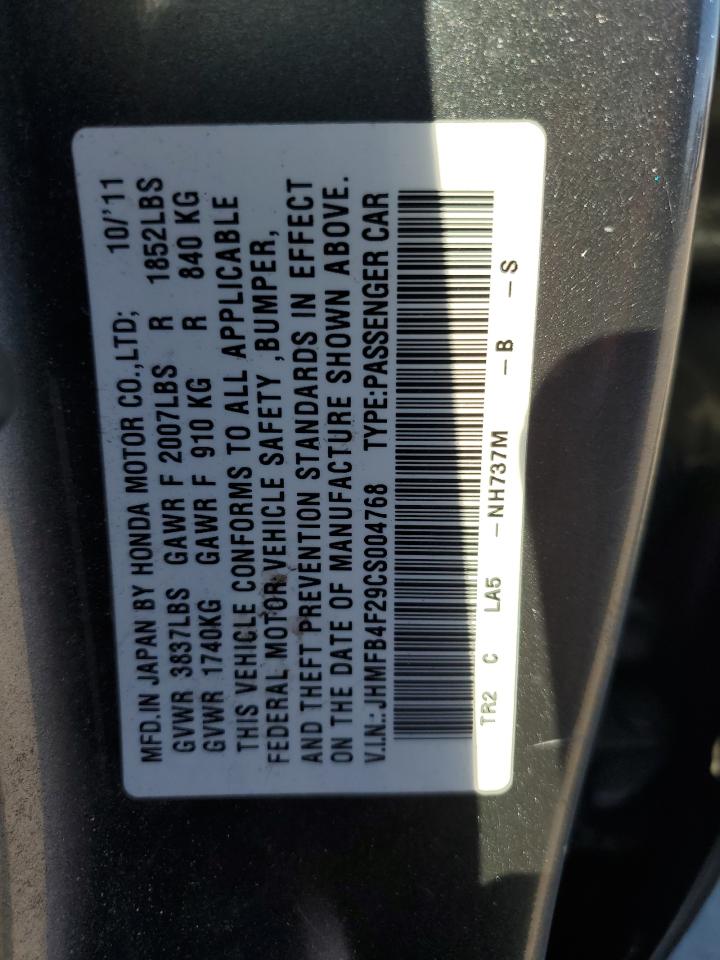 MFD.IN JAPAN BY HONDA MOTOR CO.,LTD; 10/'11
GVWR 3837LBS GAWR F 2007LBS R 1852LBS
GVWR 1740KG GAWR F 910 KG R 840 KG
THIS VEHICLE CONFORMS TO ALL APPLICABLE
FEDERAL MOTOR VEHICLE SAFETY ,BUMPER,
AND THEFT PREVENTION STANDARDS IN EFFECT
ON THE DATE OF MANUFACTURE SHOWN ABOVE.
V.I.N.:JHMFB4F29CS004768 TYPE:PASSENGER CAR
TR2 C LA5 -NH737M -B -S